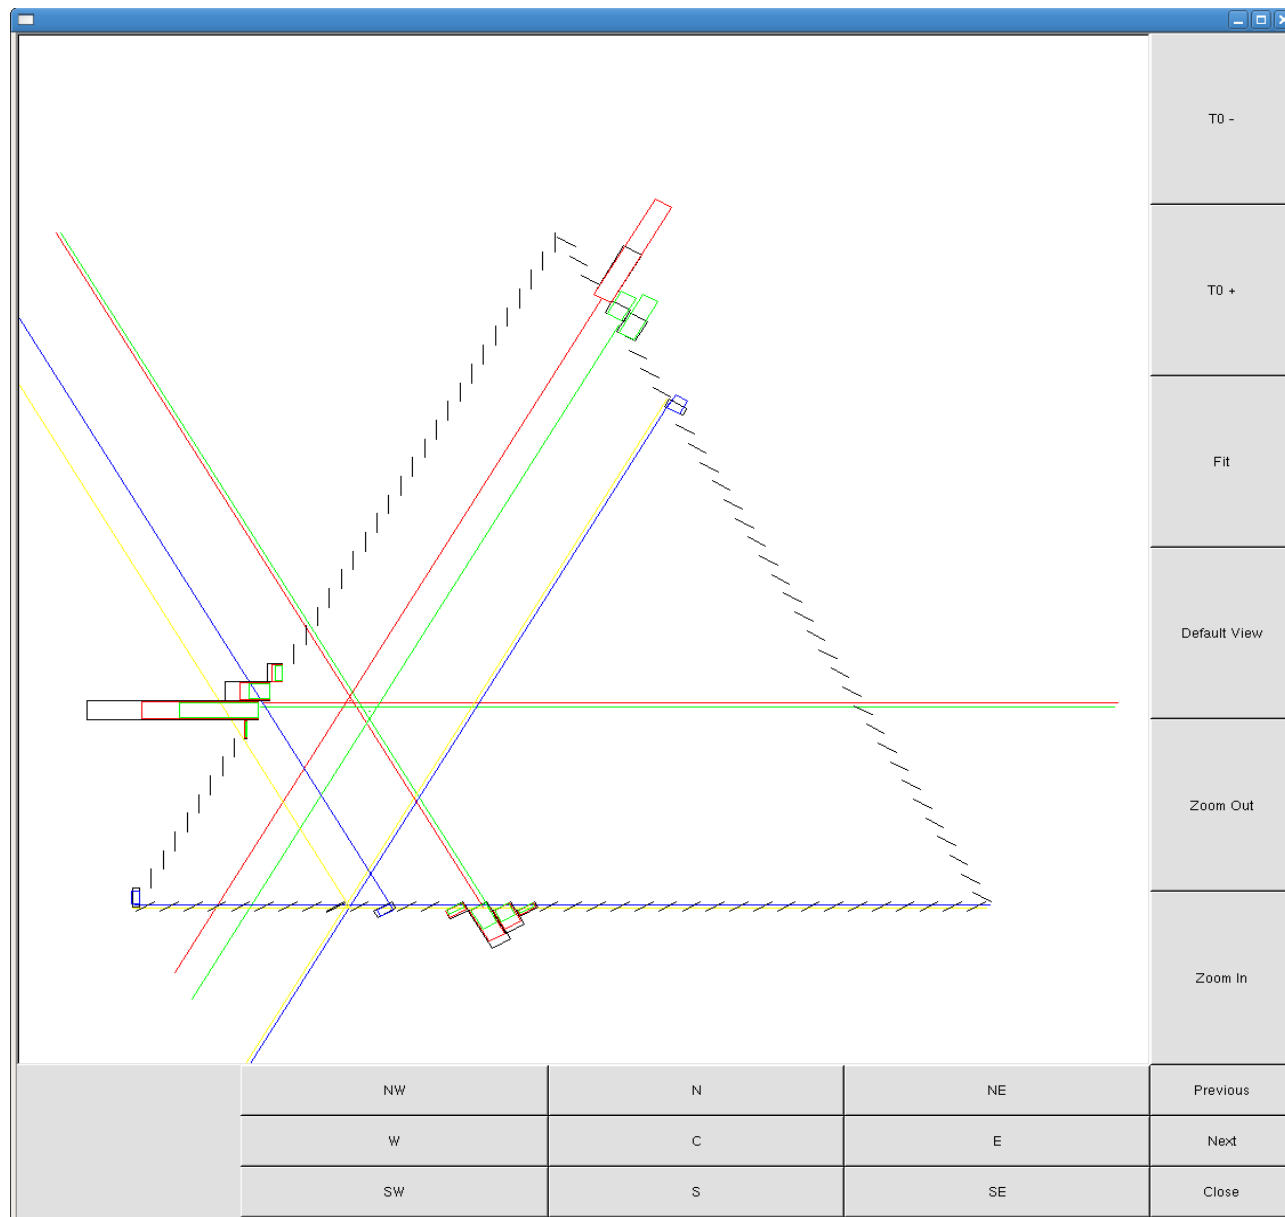 T0 -
T0 +
Fit
Default View
Zoom Out
Zoom In
NW N NE Previous
W C E Next
SW S SE Close